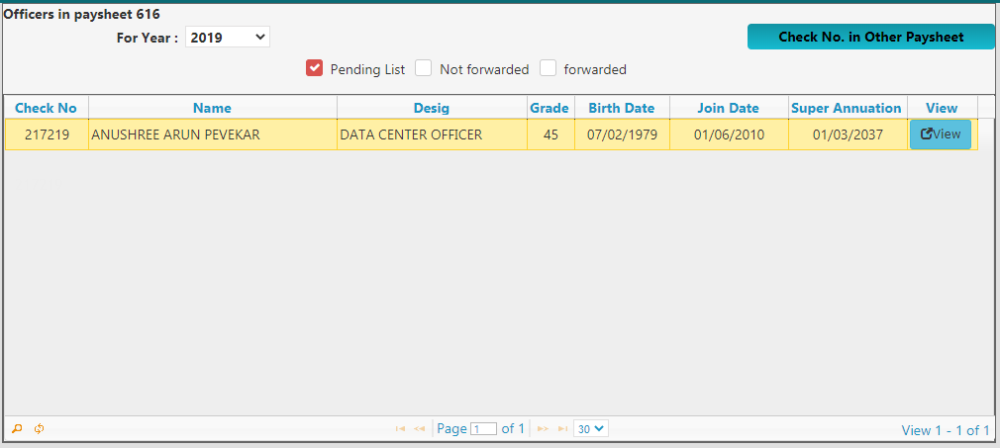 Officers in paysheet 616
For Year : 2019
Check No. in Other Paysheet
Pending List Not forwarded forwarded
Check No Name Desig Grade Birth Date Join Date Super Annuation View
217219 ANUSHREE ARUN PEVEKAR DATA CENTER OFFICER 45 07/02/1979 01/06/2010 01/03/2037 View
Page 1 of 1 30 View 1 - 1 of 1